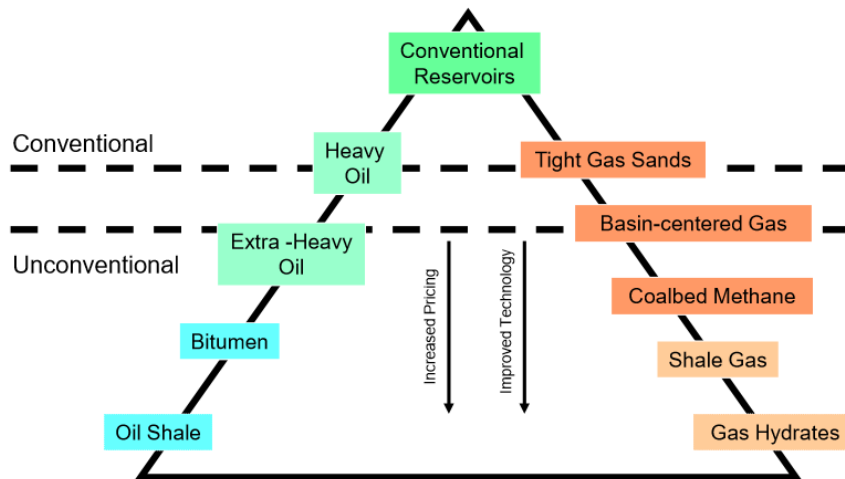 Conventional
Reservoirs
Conventional
Heavy
Oil
Tight Gas Sands
Basin-centered Gas
Unconventional
Extra -Heavy
Oil
Increased Pricing
Improved Technology
Coalbed Methane
Bitumen
Shale Gas
Oil Shale
Gas Hydrates